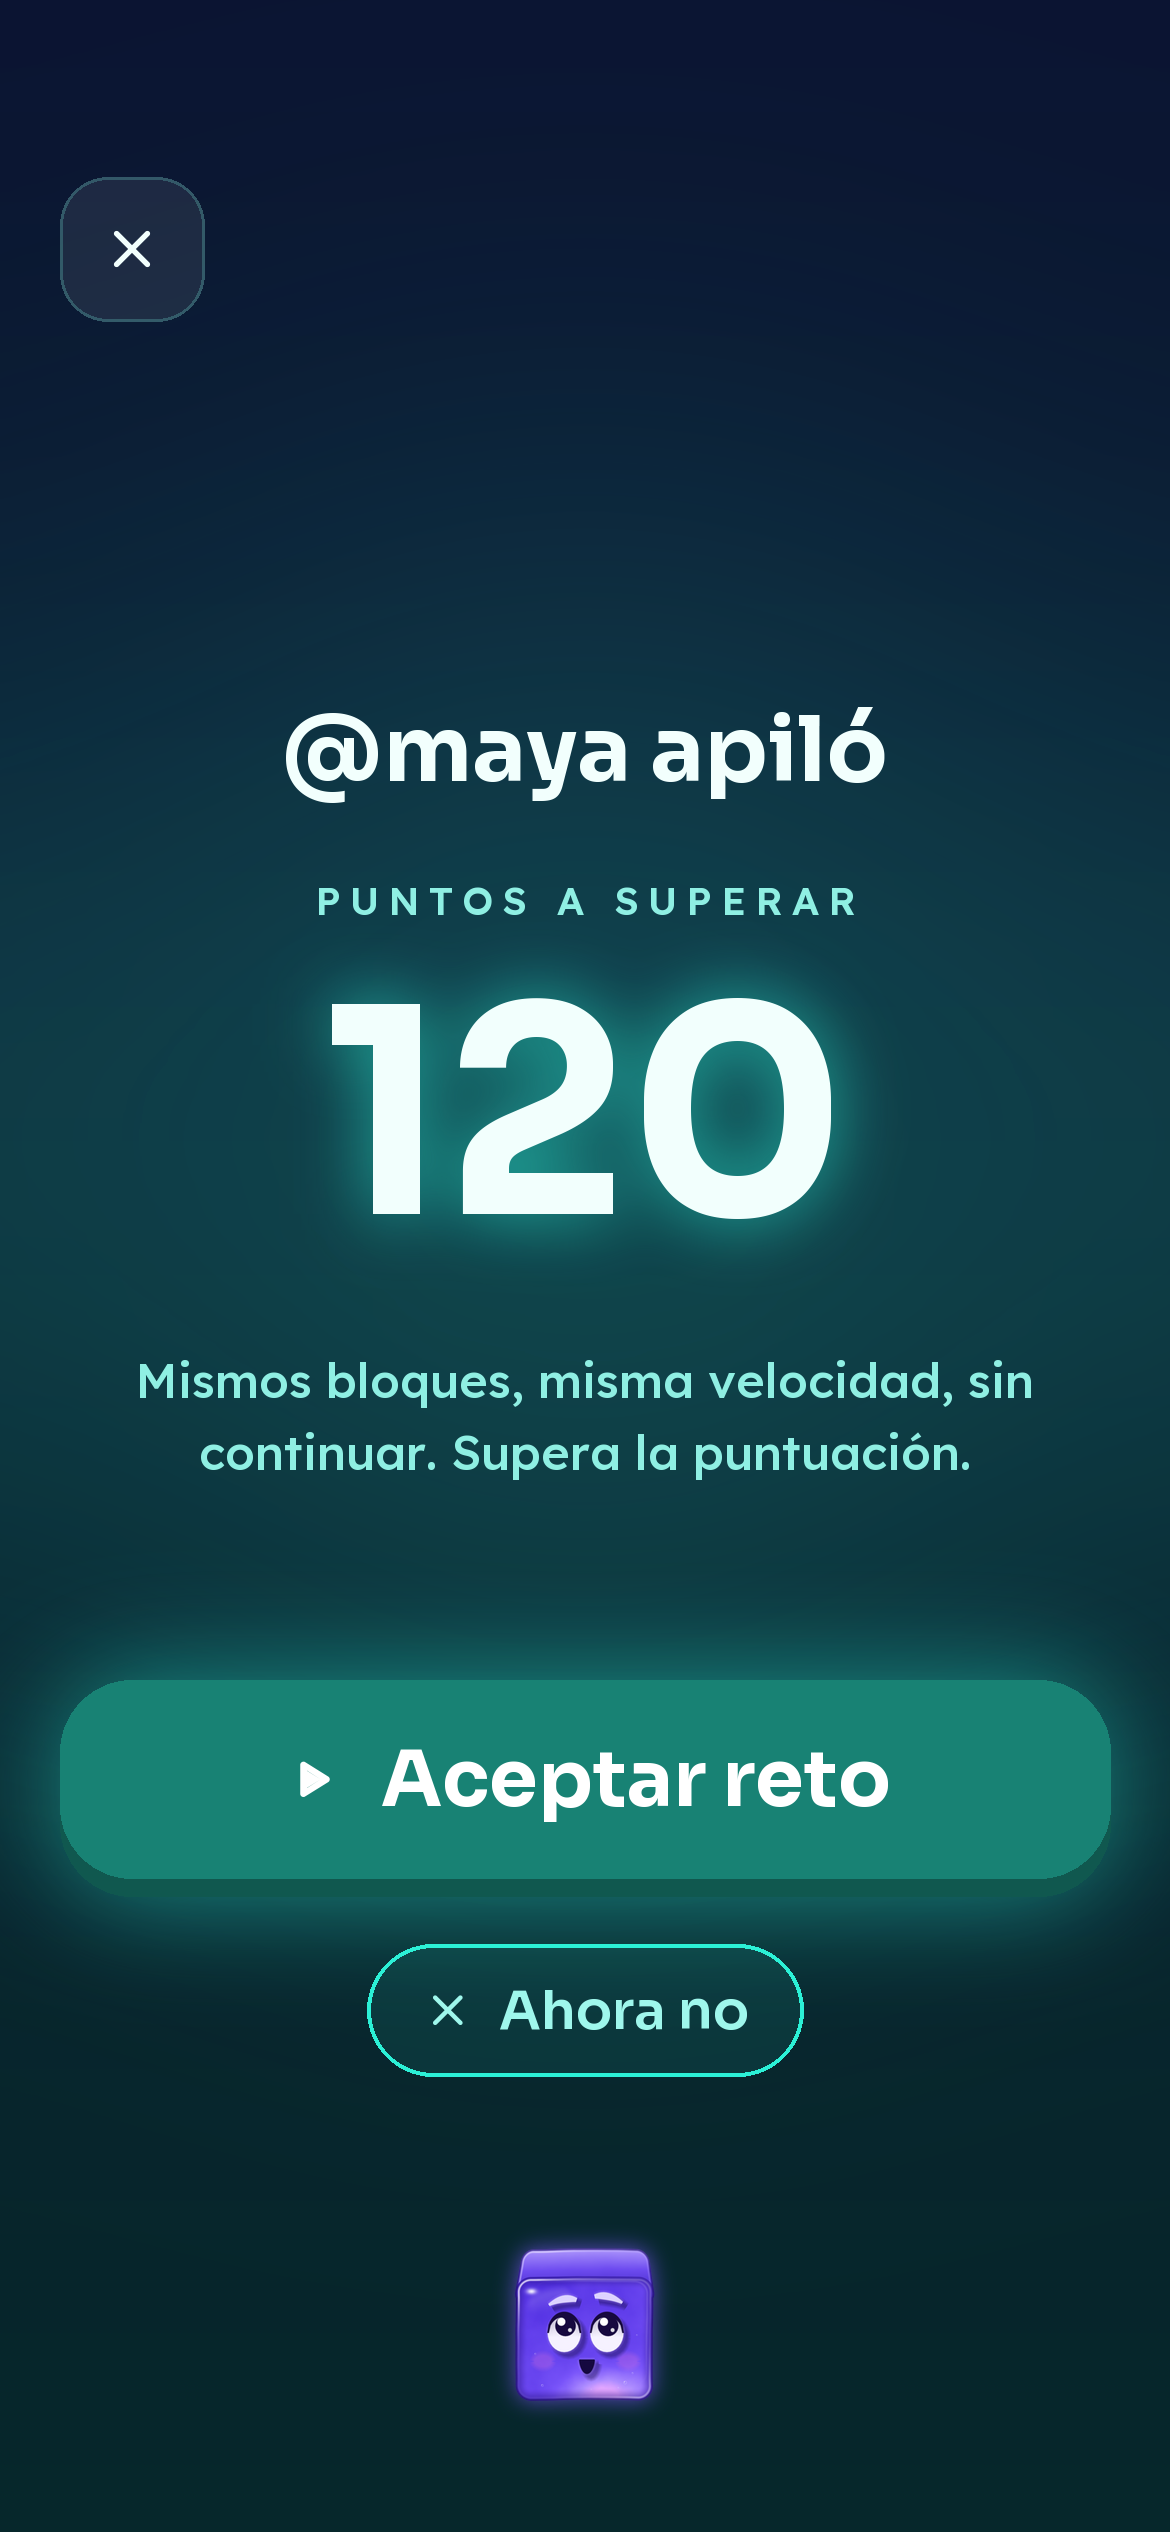 @maya apiló
PUNTOS A SUPERAR
120
Mismos bloques, misma velocidad, sin
continuar. Supera la puntuación.
Aceptar reto
Ahora no